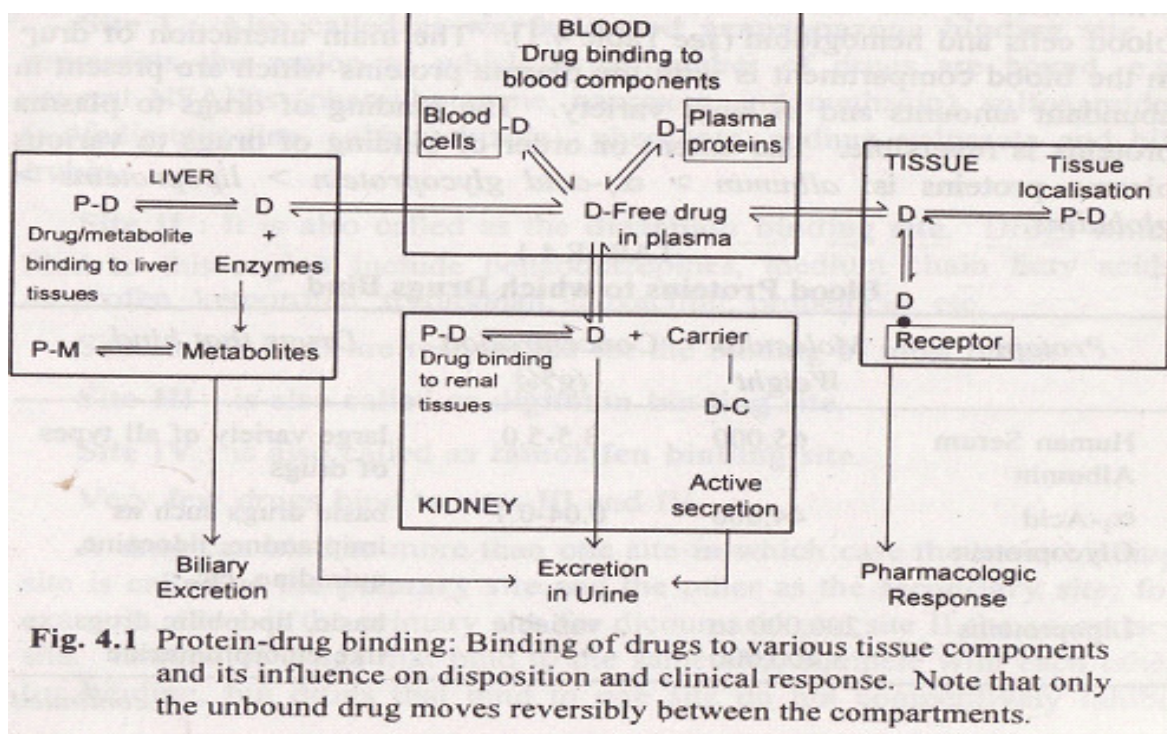 BLOOD
Drug binding to
blood components
Blood
cells
-D
D-
Plasma
proteins
LIVER
P-D
D
D-Free drug
in plasma
TISSUE
Tissue
localisation
D
P-D
Drug/metabolite
binding to liver
tissues
+
Enzymes
P-M
Metabolites
P-D
D + Carrier
Drug binding
to renal
tissues
D-C
Active
secretion
KIDNEY
D
Receptor
Biliary
Excretion
Excretion
in Urine
Pharmacologic
Response
Fig. 4.1 Protein-drug binding: Binding of drugs to various tissue components
and its influence on disposition and clinical response. Note that only
the unbound drug moves reversibly between the compartments.